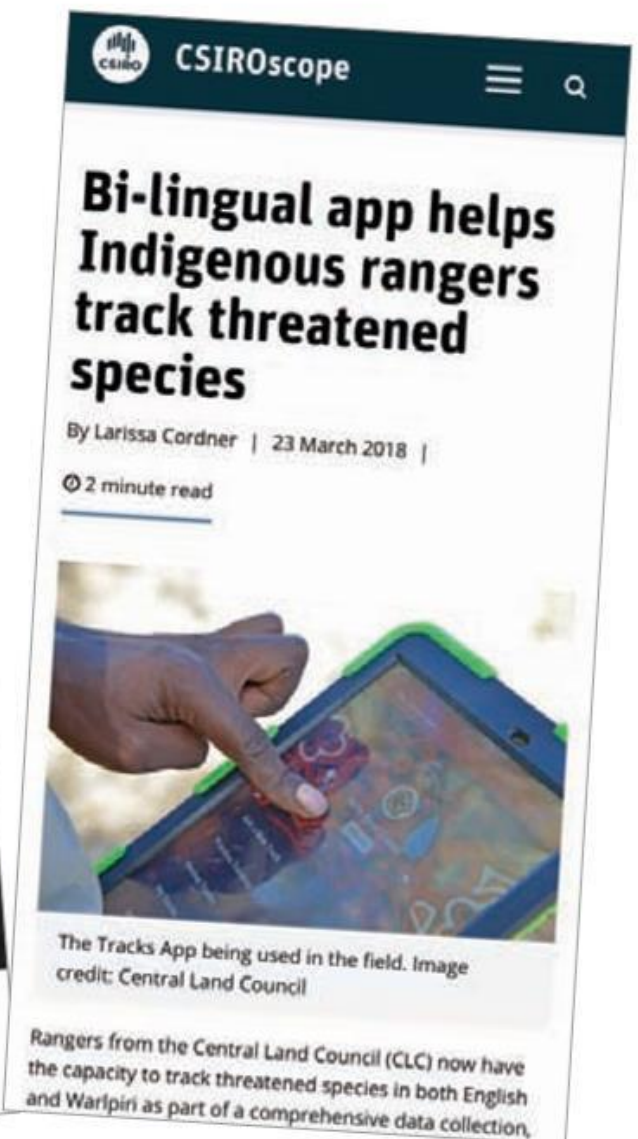 CSIRO
CSIROscope
Bi-lingual app helps
Indigenous rangers
track threatened
species
By Larissa Cordner | 23 March 2018 |
2 minute read
The Tracks App being used in the field. Image
credit: Central Land Council
Rangers from the Central Land Council (CLC) now have
the capacity to track threatened species in both English
and Warlpiri as part of a comprehensive data collection,